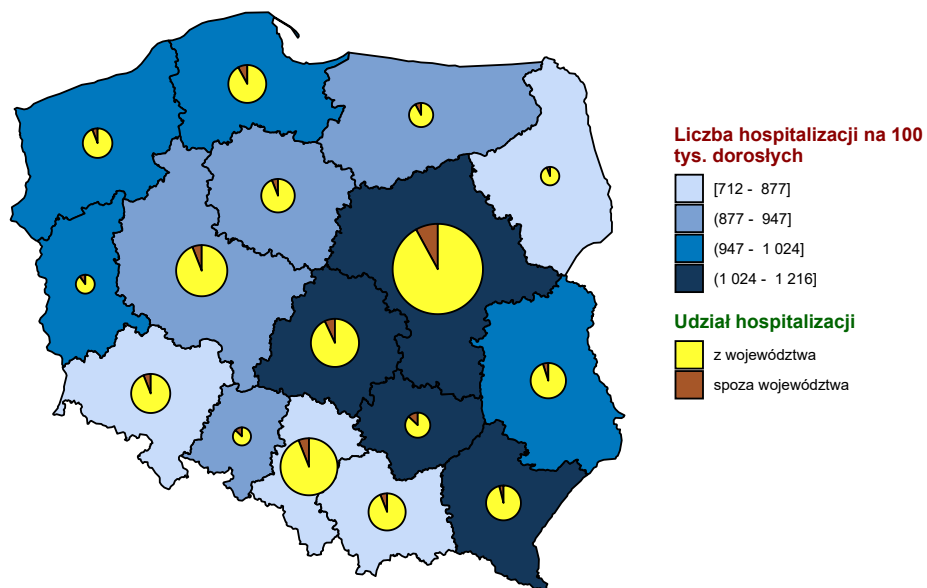 Liczba hospitalizacji na 100
tys. dorosłych
[712 - 877]
(877 - 947]
(947 - 1 024]
(1 024 - 1 216]
Udział hospitalizacji
z województwa
spoza województwa